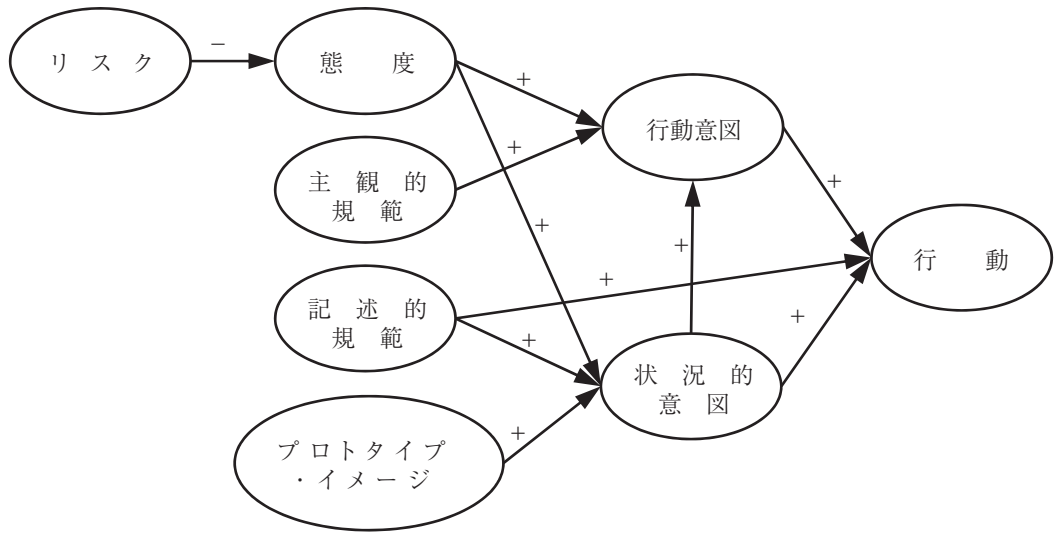 リスク
−
態度
+
行動意図
+
主観的
規範
+
+
+
行動
+
記述的
規範
+
+
状況的
意図
+
プロトタイプ
・イメージ
+